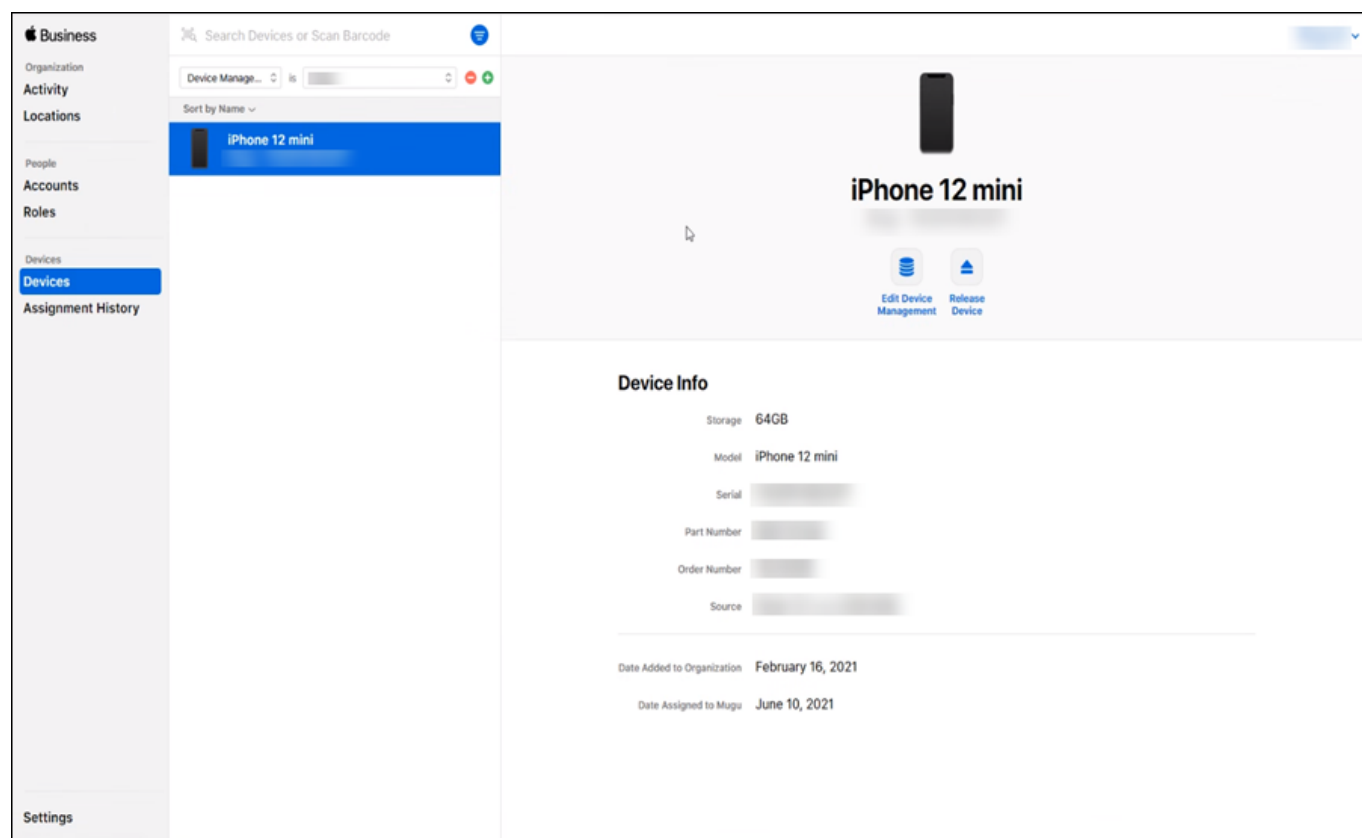 Business
Organization
Activity
Locations
People
Accounts
Roles
Devices
Devices
Assignment History
Settings
Search Devices or Scan Barcode
Device Manage... is
Sort by Name
iPhone 12 mini
iPhone 12 mini
Edit Device Management
Release Device
Device Info
Storage 64GB
Model iPhone 12 mini
Serial
Part Number
Order Number
Source
Date Added to Organization February 16, 2021
Date Assigned to Mugu June 10, 2021